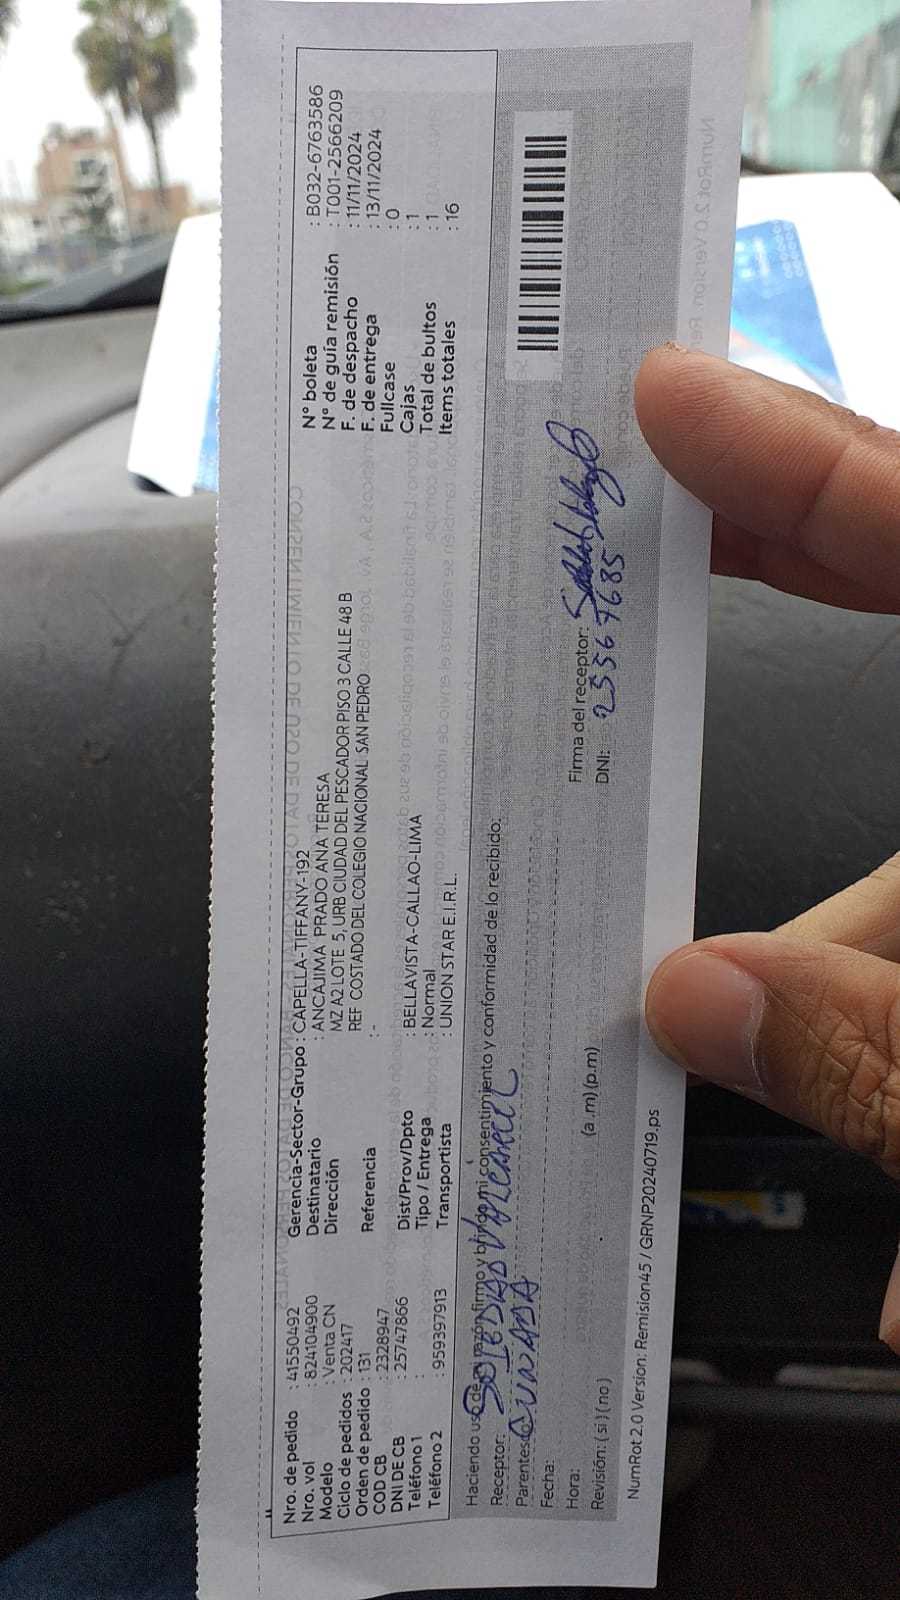 Nro. de pedido : 41550492 Gerencia-Sector-Grupo : CAPELLA-TIFFANY-192 N° boleta : B032-6763586
Nro. vol : 824104900 Destinatario : ANCAJIMA PRADO ANA TERESA N° de guía remisión : T001-2566209
Modelo : Venta CN Dirección MZ A2 LOTE 5, URB CIUDAD DEL PESCADOR PISO 3 CALLE 48 B F. de despacho : 11/11/2024
Ciclo de pedidos : 202417 REF COSTADO DEL COLEGIO NACIONAL SAN PEDRO F. de entrega : 13/11/2024
Orden de pedido : 131 Referencia : - Fullcase : 0
COD CB : 2328947 Cajas : 1
DNI DE CB : 25747866 Dist/Prov/Dpto : BELLAVISTA-CALLAO-LIMA Total de bultos : 1
Teléfono 1 : Tipo / Entrega : Normal Items totales : 16
Teléfono 2 : 959397913 Transportista : UNION STAR E.I.R.L.
Haciendo uso de razón, firmo y brindo mi consentimiento y conformidad de lo recibido:
Receptor: SOLEDAD VALCARCEL
Parentesco CUÑADA
Fecha:
Hora: (a .m) (p.m) Firma del receptor:
Revisión: ( si ) ( no ) DNI: 25567685
NumRot 2.0 Version: Remision45 / GRNP20240719.ps